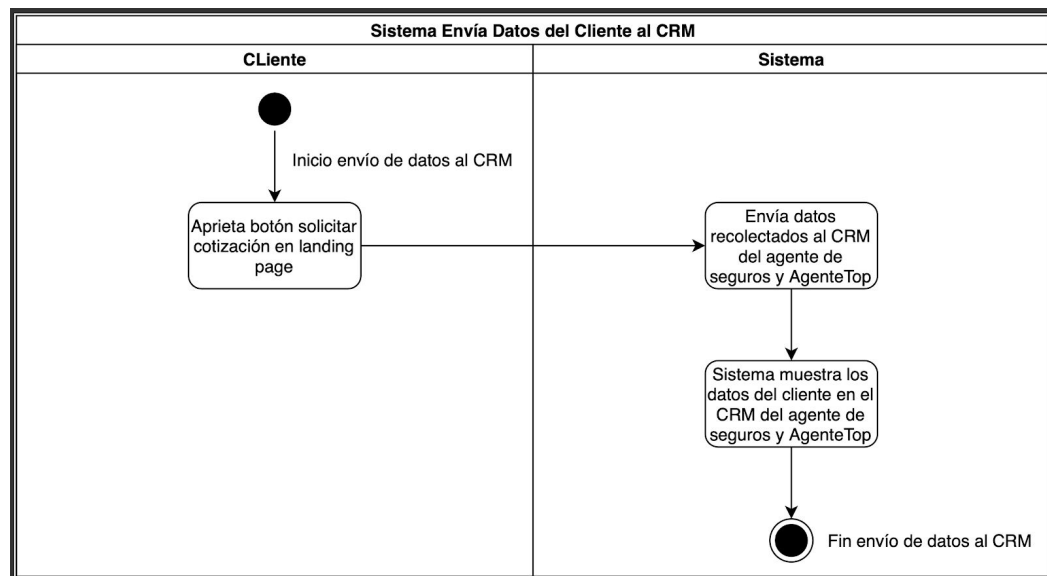 Sistema Envía Datos del Cliente al CRM
CLiente
Sistema
Inicio envío de datos al CRM
Aprieta botón solicitar
cotización en landing
page
Envía datos
recolectados al CRM
del agente de
seguros y AgenteTop
Sistema muestra los
datos del cliente en el
CRM del agente de
seguros y AgenteTop
Fin envío de datos al CRM